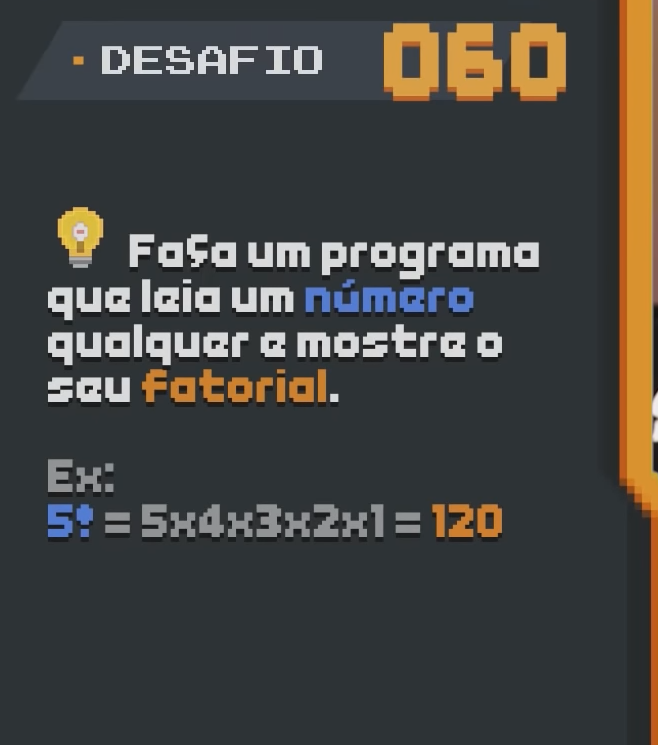 DESAFIO 060
Faça um programa
que leia um número
qualquer e mostre o
seu fatorial.
Ex:
5! = 5x4x3x2x1 = 120